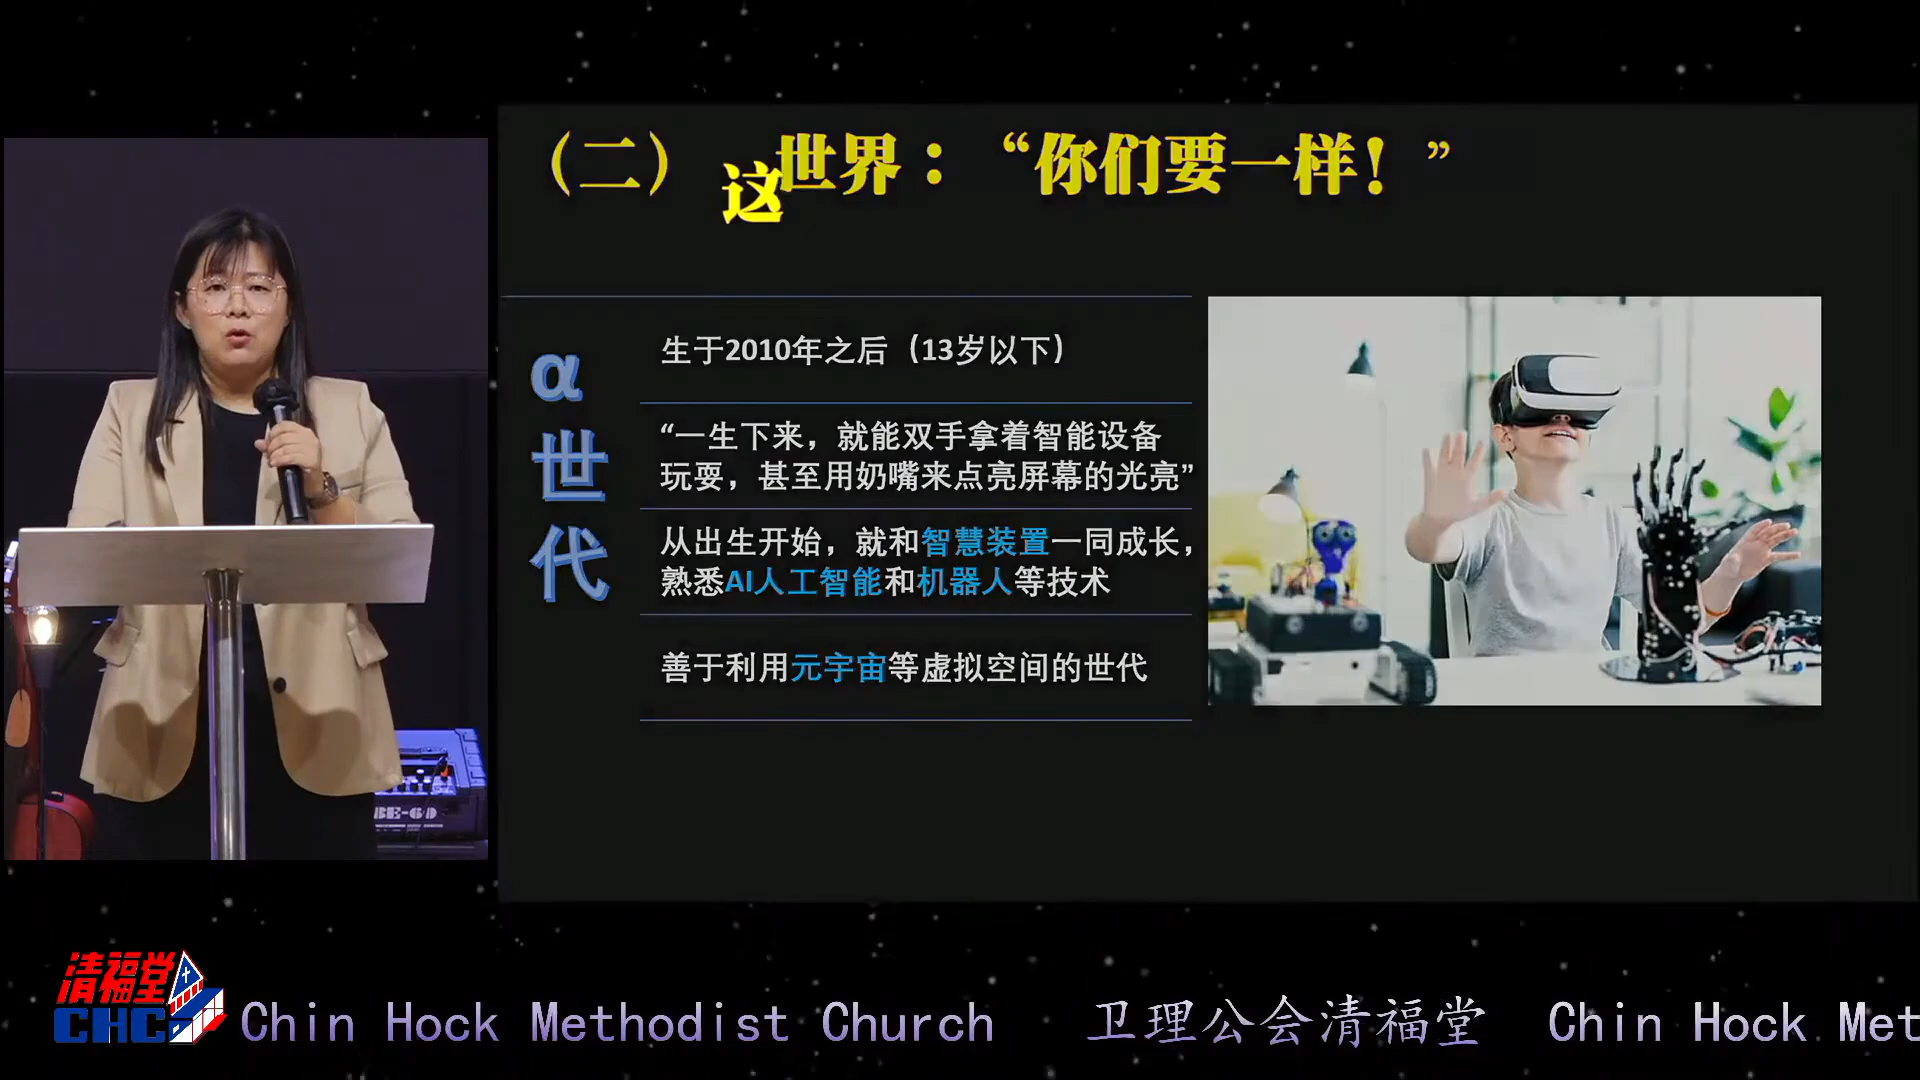 （二） 这世界：“你们要一样！”
α世代
生于2010年之后（13岁以下）
“一生下来，就能双手拿着智能设备
玩耍，甚至用奶嘴来点亮屏幕的光亮”
从出生开始，就和智慧装置一同成长，
熟悉AI人工智能和机器人等技术
善于利用元宇宙等虚拟空间的世代
BE-60
清福堂
CHC
Chin Hock Methodist Church 卫理公会清福堂 Chin Hock Met